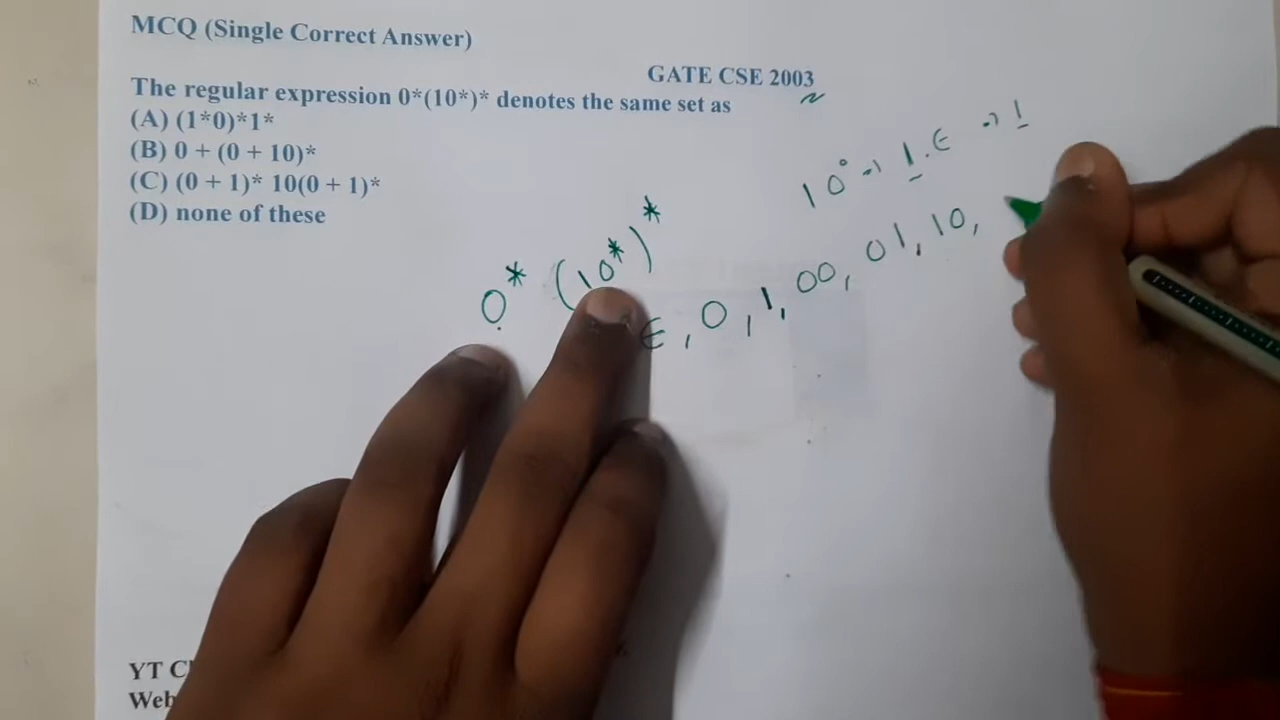 MCQ (Single Correct Answer)
GATE CSE 2003
The regular expression 0*(10*)* denotes the same set as
(A) (1*0)*1*
(B) 0 + (0 + 10)*
(C) (0 + 1)* 10(0 + 1)*
(D) none of these
10° → 1.ε → 1
0* (10*)*
ε, 0, 1, 00, 01, 10,
YT
Web